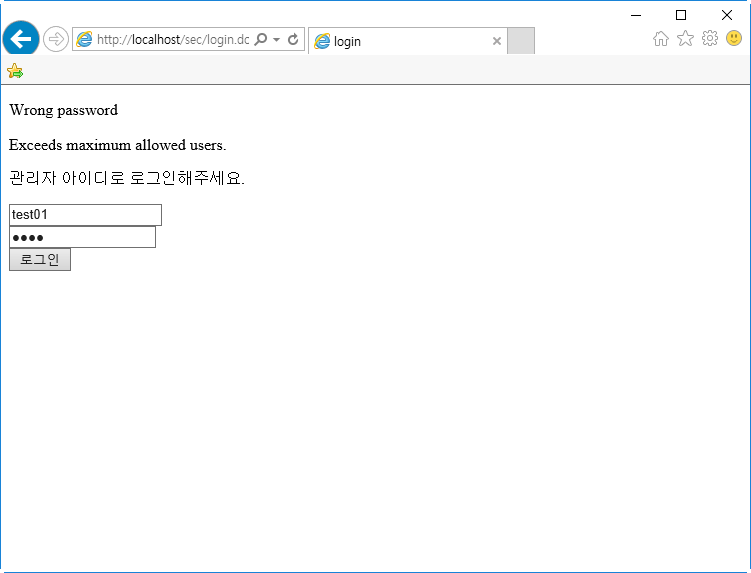 http://localhost/sec/login.dc
login
Wrong password
Exceeds maximum allowed users.
관리자 아이디로 로그인해주세요.
test01
●●●●
로그인